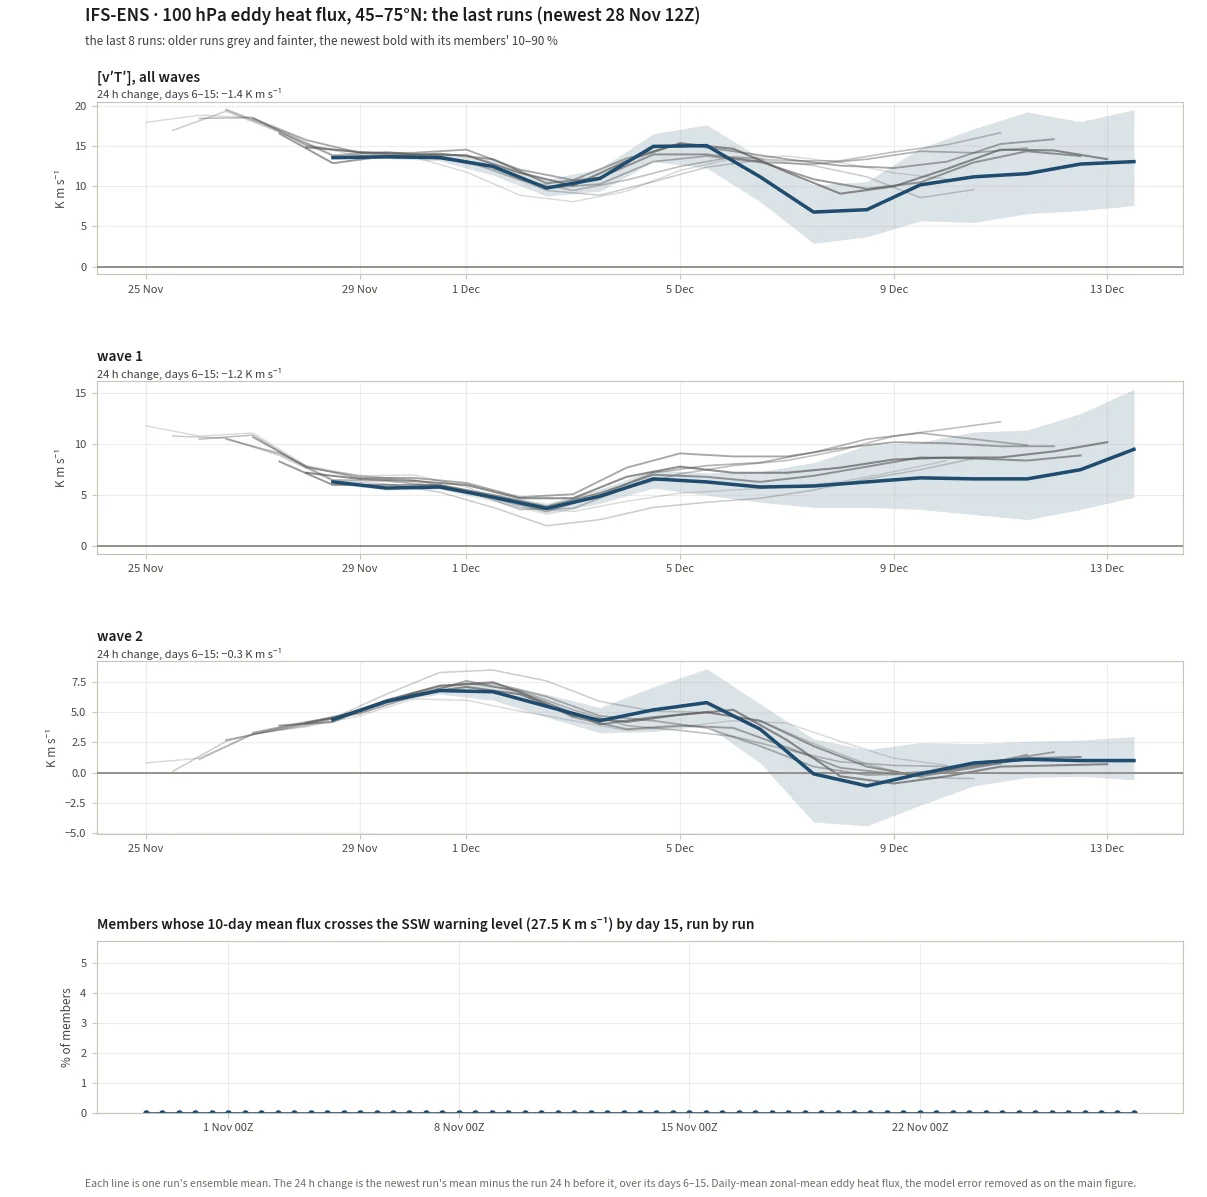 IFS-ENS · 100 hPa eddy heat flux, 45–75°N: the last runs (newest 28 Nov 12Z)
the last 8 runs: older runs grey and fainter, the newest bold with its members' 10–90 %
[v′T′], all waves
24 h change, days 6–15: −1.4 K m s⁻¹
20
15
10
5
0
K m s⁻¹
25 Nov 29 Nov 1 Dec 5 Dec 9 Dec 13 Dec
wave 1
24 h change, days 6–15: −1.2 K m s⁻¹
15
10
5
0
K m s⁻¹
25 Nov 29 Nov 1 Dec 5 Dec 9 Dec 13 Dec
wave 2
24 h change, days 6–15: −0.3 K m s⁻¹
7.5
5.0
2.5
0.0
−2.5
−5.0
K m s⁻¹
25 Nov 29 Nov 1 Dec 5 Dec 9 Dec 13 Dec
Members whose 10-day mean flux crosses the SSW warning level (27.5 K m s⁻¹) by day 15, run by run
5
4
3
2
1
0
% of members
1 Nov 00Z 8 Nov 00Z 15 Nov 00Z 22 Nov 00Z
Each line is one run's ensemble mean. The 24 h change is the newest run's mean minus the run 24 h before it, over its days 6–15. Daily-mean zonal-mean eddy heat flux, the model error removed as on the main figure.